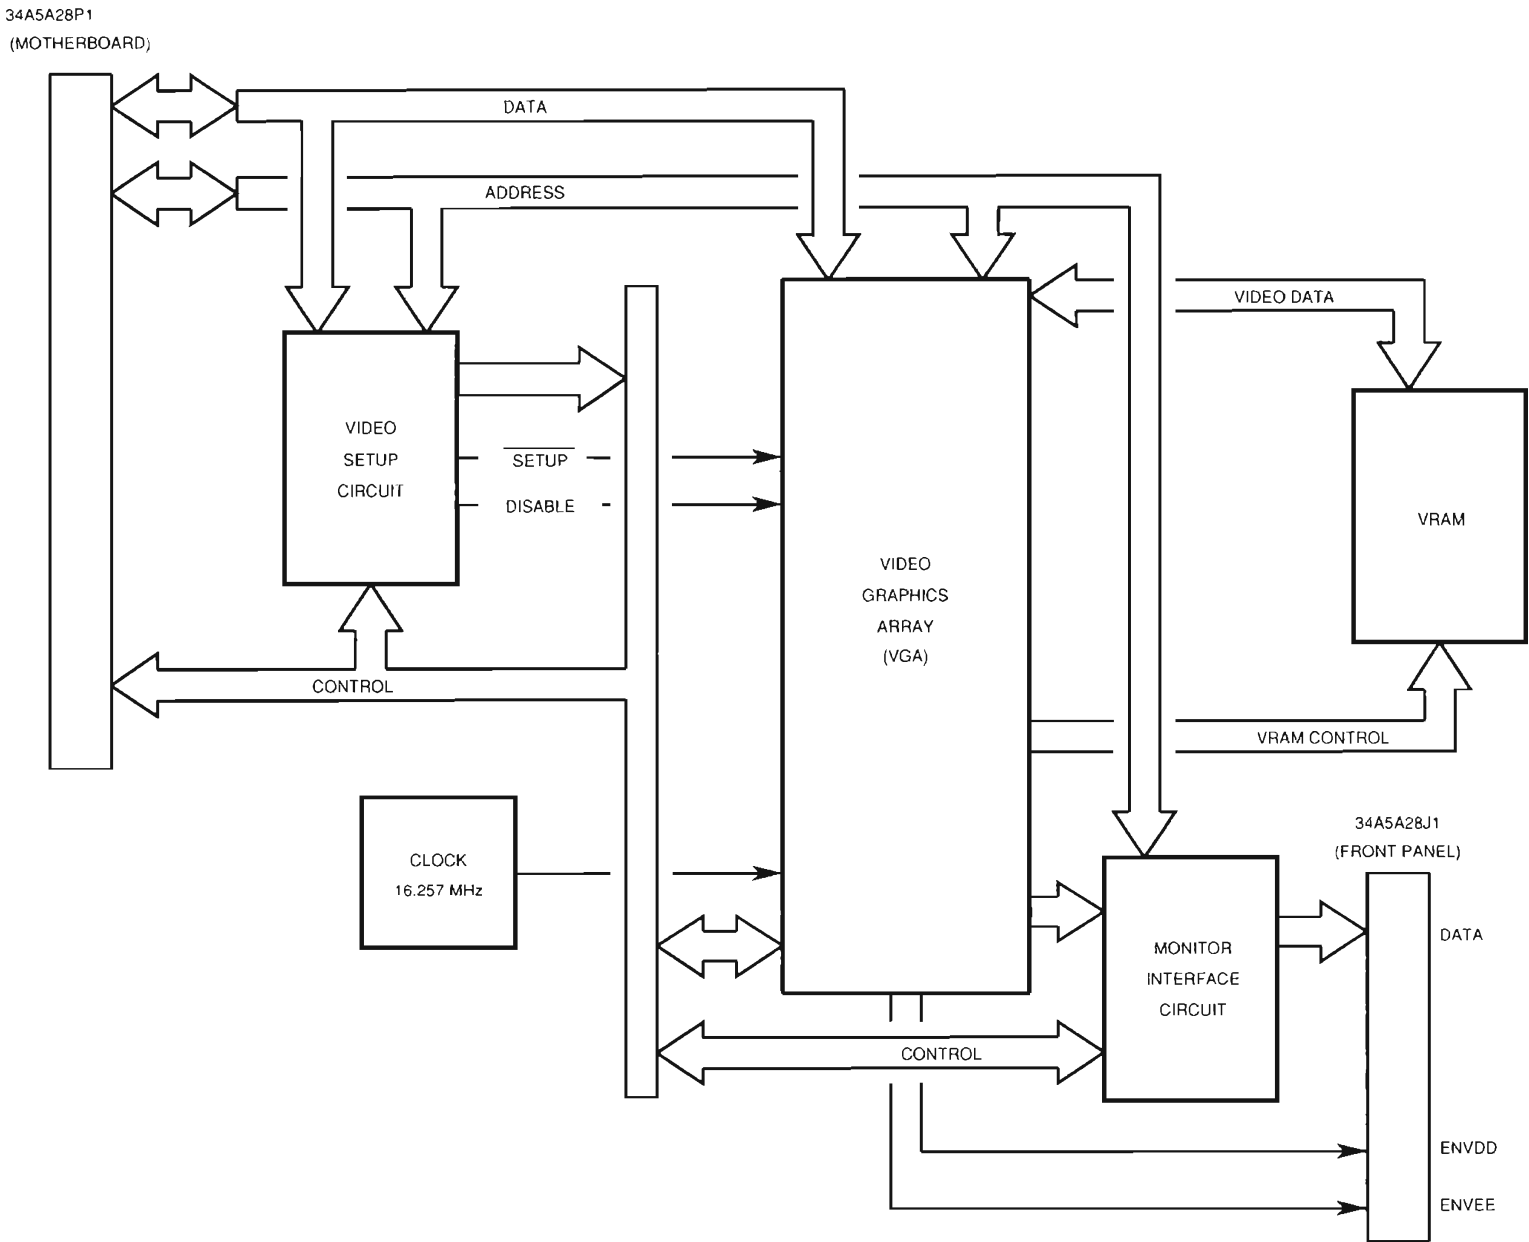 34A5A28P1
(MOTHERBOARD)
DATA
ADDRESS
VIDEO DATA
VIDEO
SETUP
CIRCUIT
SETUP
DISABLE
VRAM
VIDEO
GRAPHICS
ARRAY
(VGA)
CONTROL
VRAM CONTROL
CLOCK
16.257 MHz
34A5A28J1
(FRONT PANEL)
DATA
MONITOR
INTERFACE
CIRCUIT
CONTROL
ENVDD
ENVEE